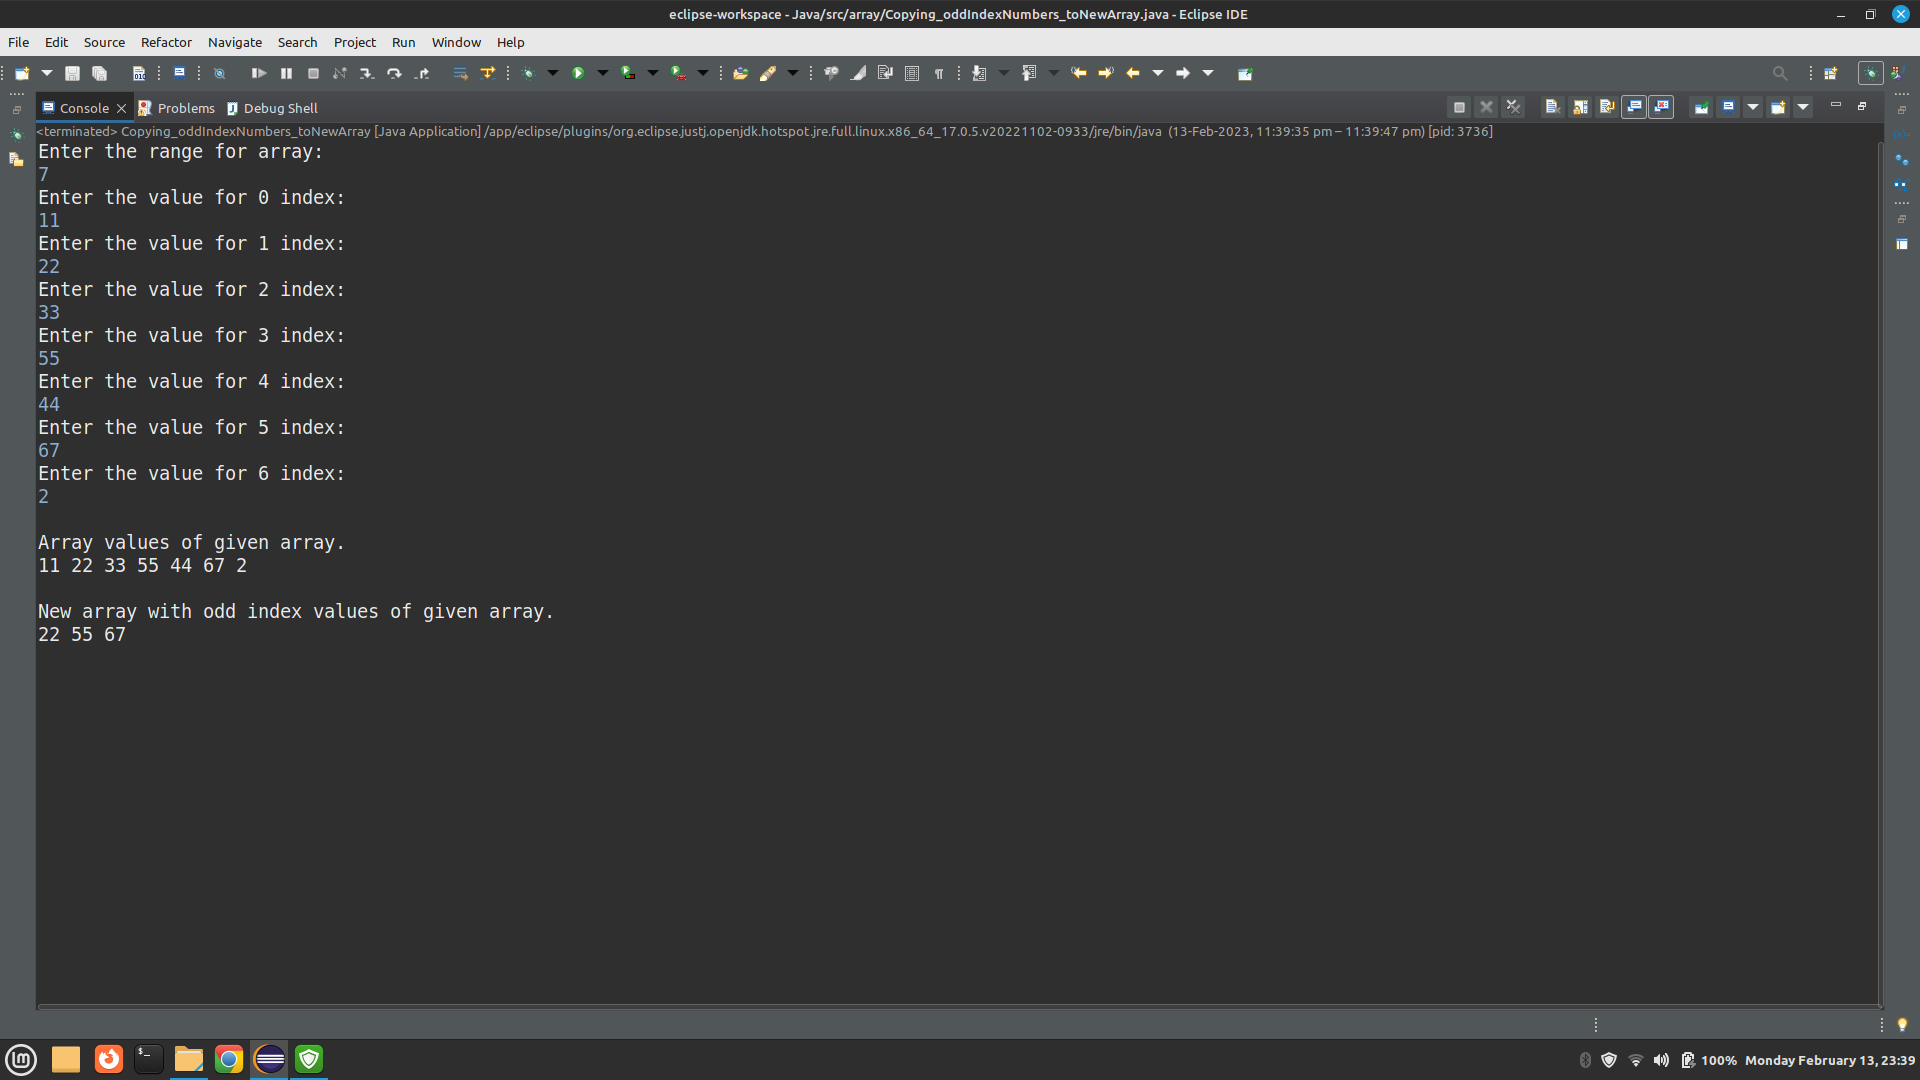 eclipse-workspace - Java/src/array/Copying_oddIndexNumbers_toNewArray.java - Eclipse IDE
File Edit Source Refactor Navigate Search Project Run Window Help
Console Problems Debug Shell
<terminated> Copying_oddIndexNumbers_toNewArray [Java Application] /app/eclipse/plugins/org.eclipse.justj.openjdk.hotspot.jre.full.linux.x86_64_17.0.5.v20221102-0933/jre/bin/java (13-Feb-2023, 11:39:35 pm – 11:39:47 pm) [pid: 3736]
Enter the range for array:
7
Enter the value for 0 index:
11
Enter the value for 1 index:
22
Enter the value for 2 index:
33
Enter the value for 3 index:
55
Enter the value for 4 index:
44
Enter the value for 5 index:
67
Enter the value for 6 index:
2
Array values of given array.
11 22 33 55 44 67 2
New array with odd index values of given array.
22 55 67
100% Monday February 13, 23:39